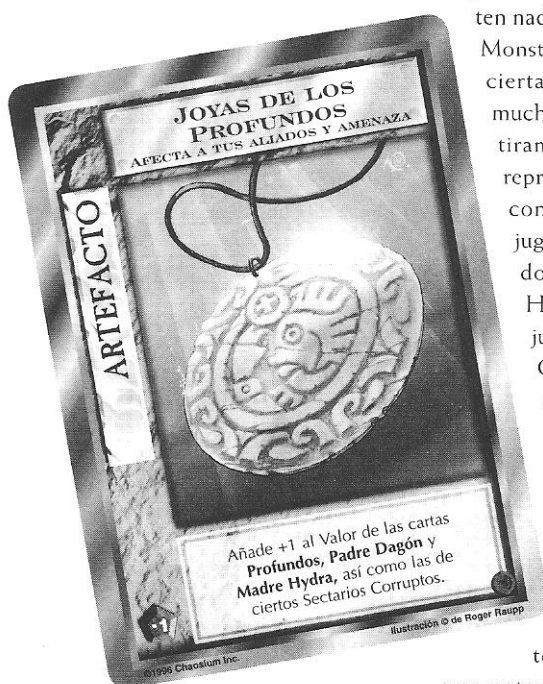 JOYAS DE LOS
PROFUNDOS
AFECTA A TUS ALIADOS Y AMENAZA
ARTEFACTO
Añade +1 al Valor de las cartas
Profundos, Padre Dagón y
Madre Hydra, así como las de
ciertos Sectarios Corruptos.
1
©1996 Chaosium Inc.
Ilustración © de Roger Raupp
ten nad
Monst
cierta
much
tiran
repr
con
jug
do
H
ju